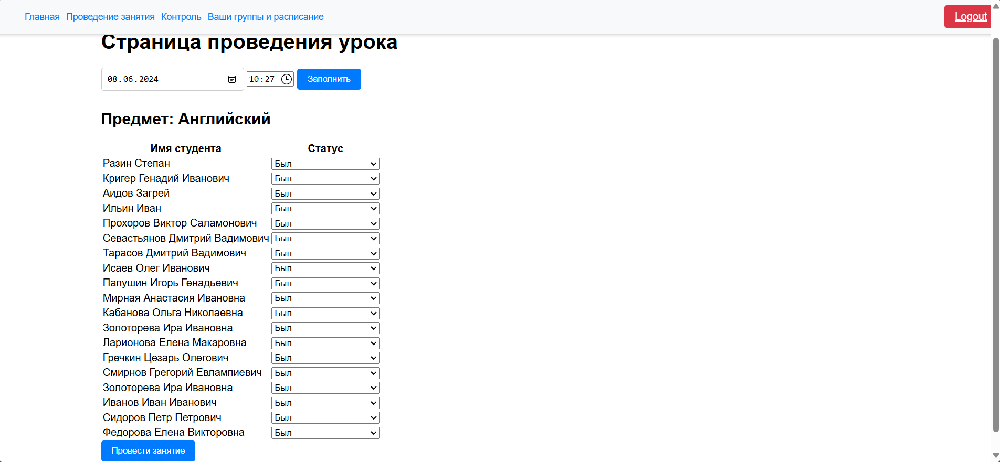 Главная Проведение занятия Контроль Ваши группы и расписание Logout
Страница проведения урока
08.06.2024 10:27 Заполнить
Предмет: Английский
Имя студента Статус
Разин Степан Был
Кригер Генадий Иванович Был
Аидов Загрей Был
Ильин Иван Был
Прохоров Виктор Саламонович Был
Севастьянов Дмитрий Вадимович Был
Тарасов Дмитрий Вадимович Был
Исаев Олег Иванович Был
Папушин Игорь Генадьевич Был
Мирная Анастасия Ивановна Был
Кабанова Ольга Николаевна Был
Золоторева Ира Ивановна Был
Ларионова Елена Макаровна Был
Гречкин Цезарь Олегович Был
Смирнов Грегорий Евлампиевич Был
Золоторева Ира Ивановна Был
Иванов Иван Иванович Был
Сидоров Петр Петрович Был
Федорова Елена Викторовна Был
Провести занятие